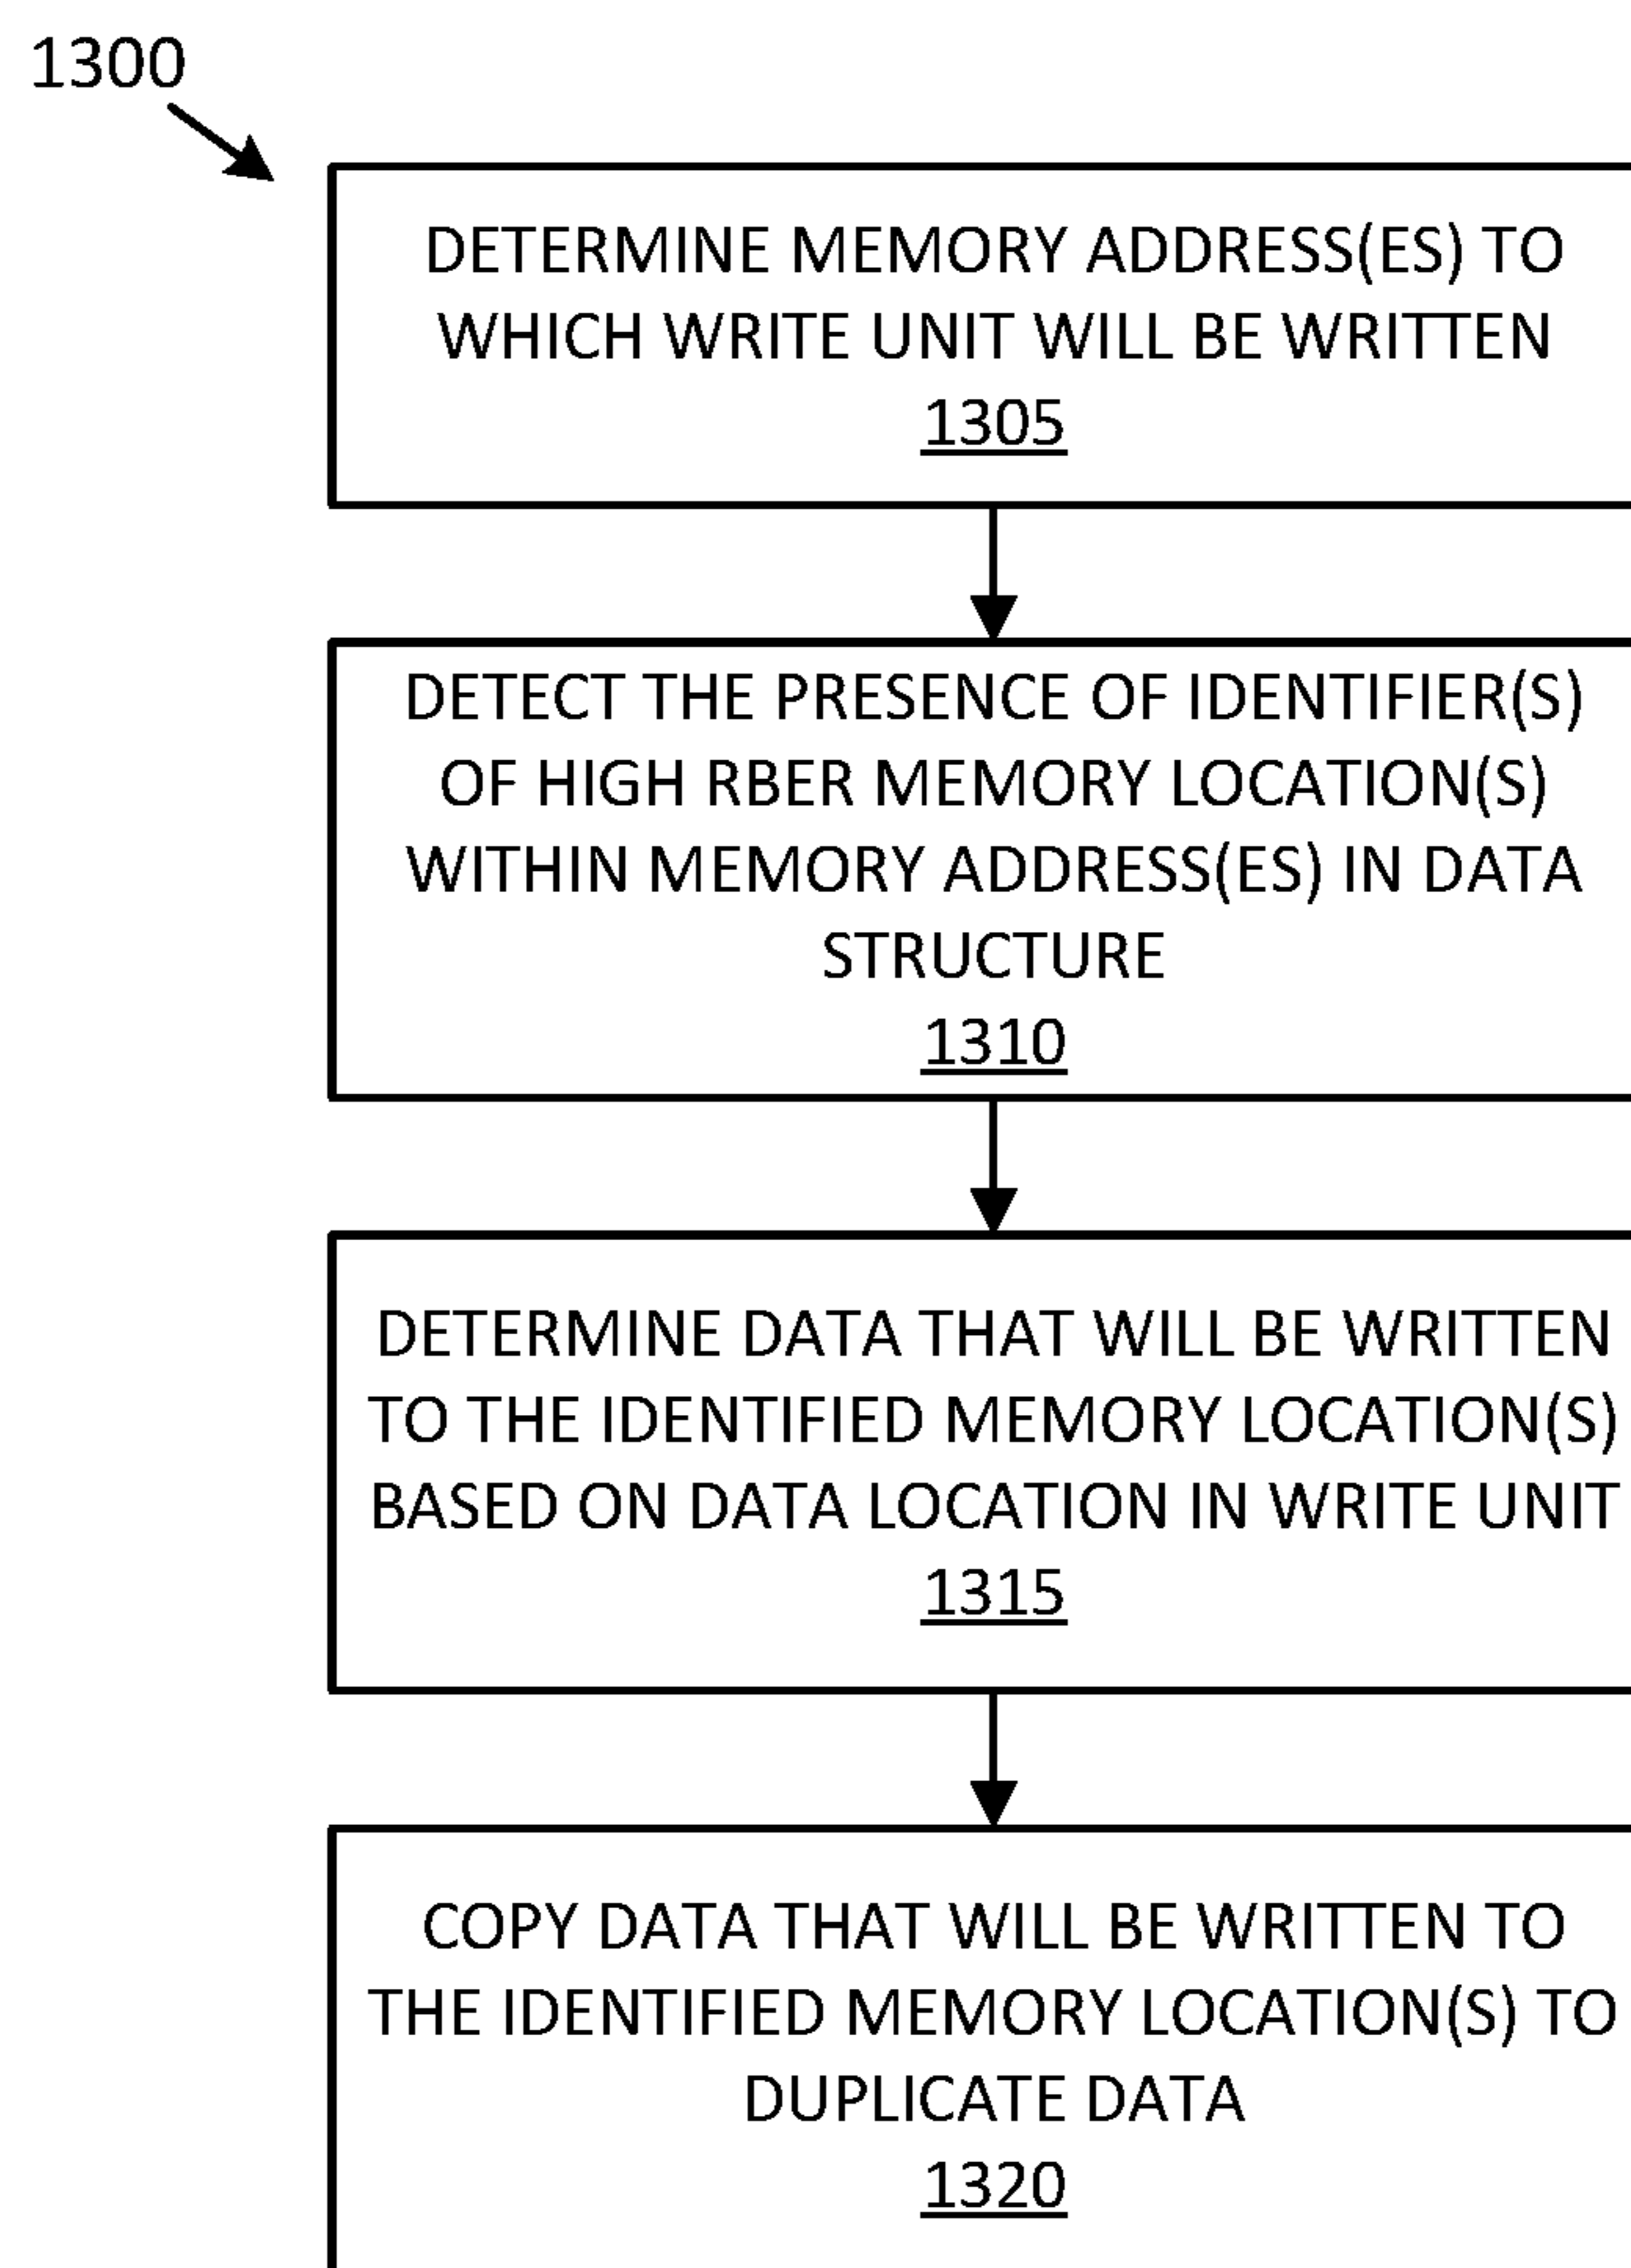 1300
DETERMINE MEMORY ADDRESS(ES) TO
WHICH WRITE UNIT WILL BE WRITTEN
1305
DETECT THE PRESENCE OF IDENTIFIER(S)
OF HIGH RBER MEMORY LOCATION(S)
WITHIN MEMORY ADDRESS(ES) IN DATA
STRUCTURE
1310
DETERMINE DATA THAT WILL BE WRITTEN
TO THE IDENTIFIED MEMORY LOCATION(S)
BASED ON DATA LOCATION IN WRITE UNIT
1315
COPY DATA THAT WILL BE WRITTEN TO
THE IDENTIFIED MEMORY LOCATION(S) TO
DUPLICATE DATA
1320